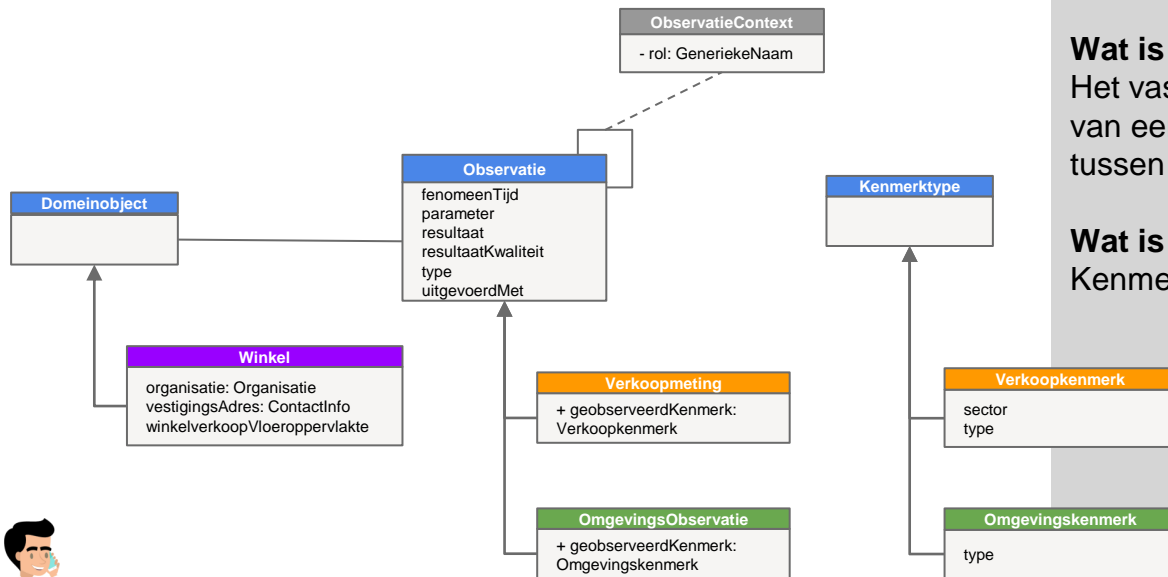 ObservatieContext
- rol: GeneriekeNaam
Observatie
fenomeenTijd
parameter
resultaat
resultaatKwaliteit
type
uitgevoerdMet
Domeinobject
Kenmerktype
Winkel
organisatie: Organisatie
vestigingsAdres: ContactInfo
winkelverkoopVloeroppervlakte
Verkoopmeting
+ geobserveerdKenmerk:
Verkoopkenmerk
OmgevingsObservatie
+ geobserveerdKenmerk:
Omgevingskenmerk
Verkoopkenmerk
sector
type
Omgevingskenmerk
type
Wat is
Het vas
van ee
tussen
Wat is
Kenme